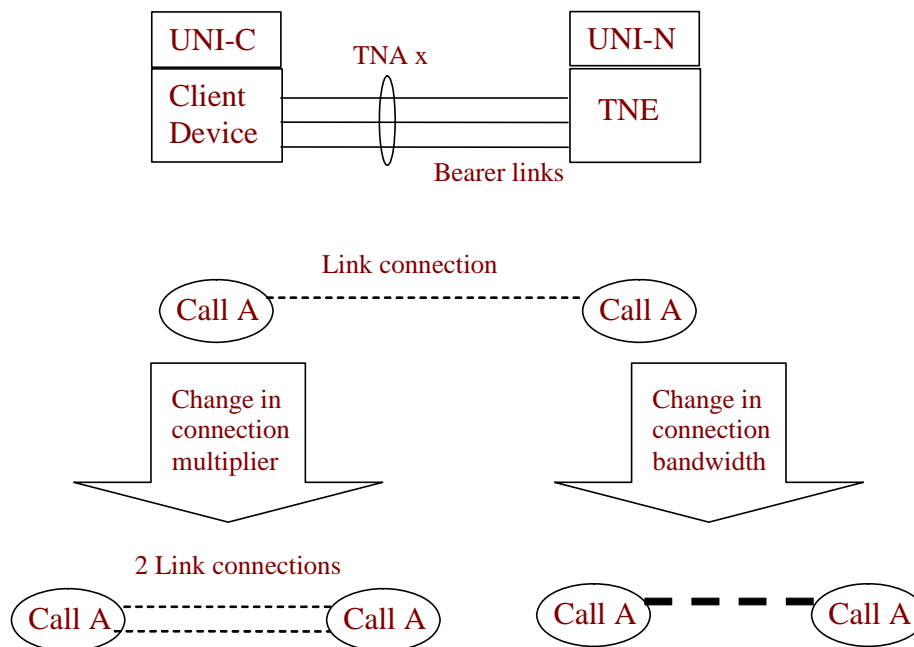 UNI-C
UNI-N
TNA x
Client
Device
TNE
Bearer links
Link connection
Call A
Call A
Change in
connection
multiplier
Change in
connection
bandwidth
2 Link connections
Call A
Call A
Call A
Call A